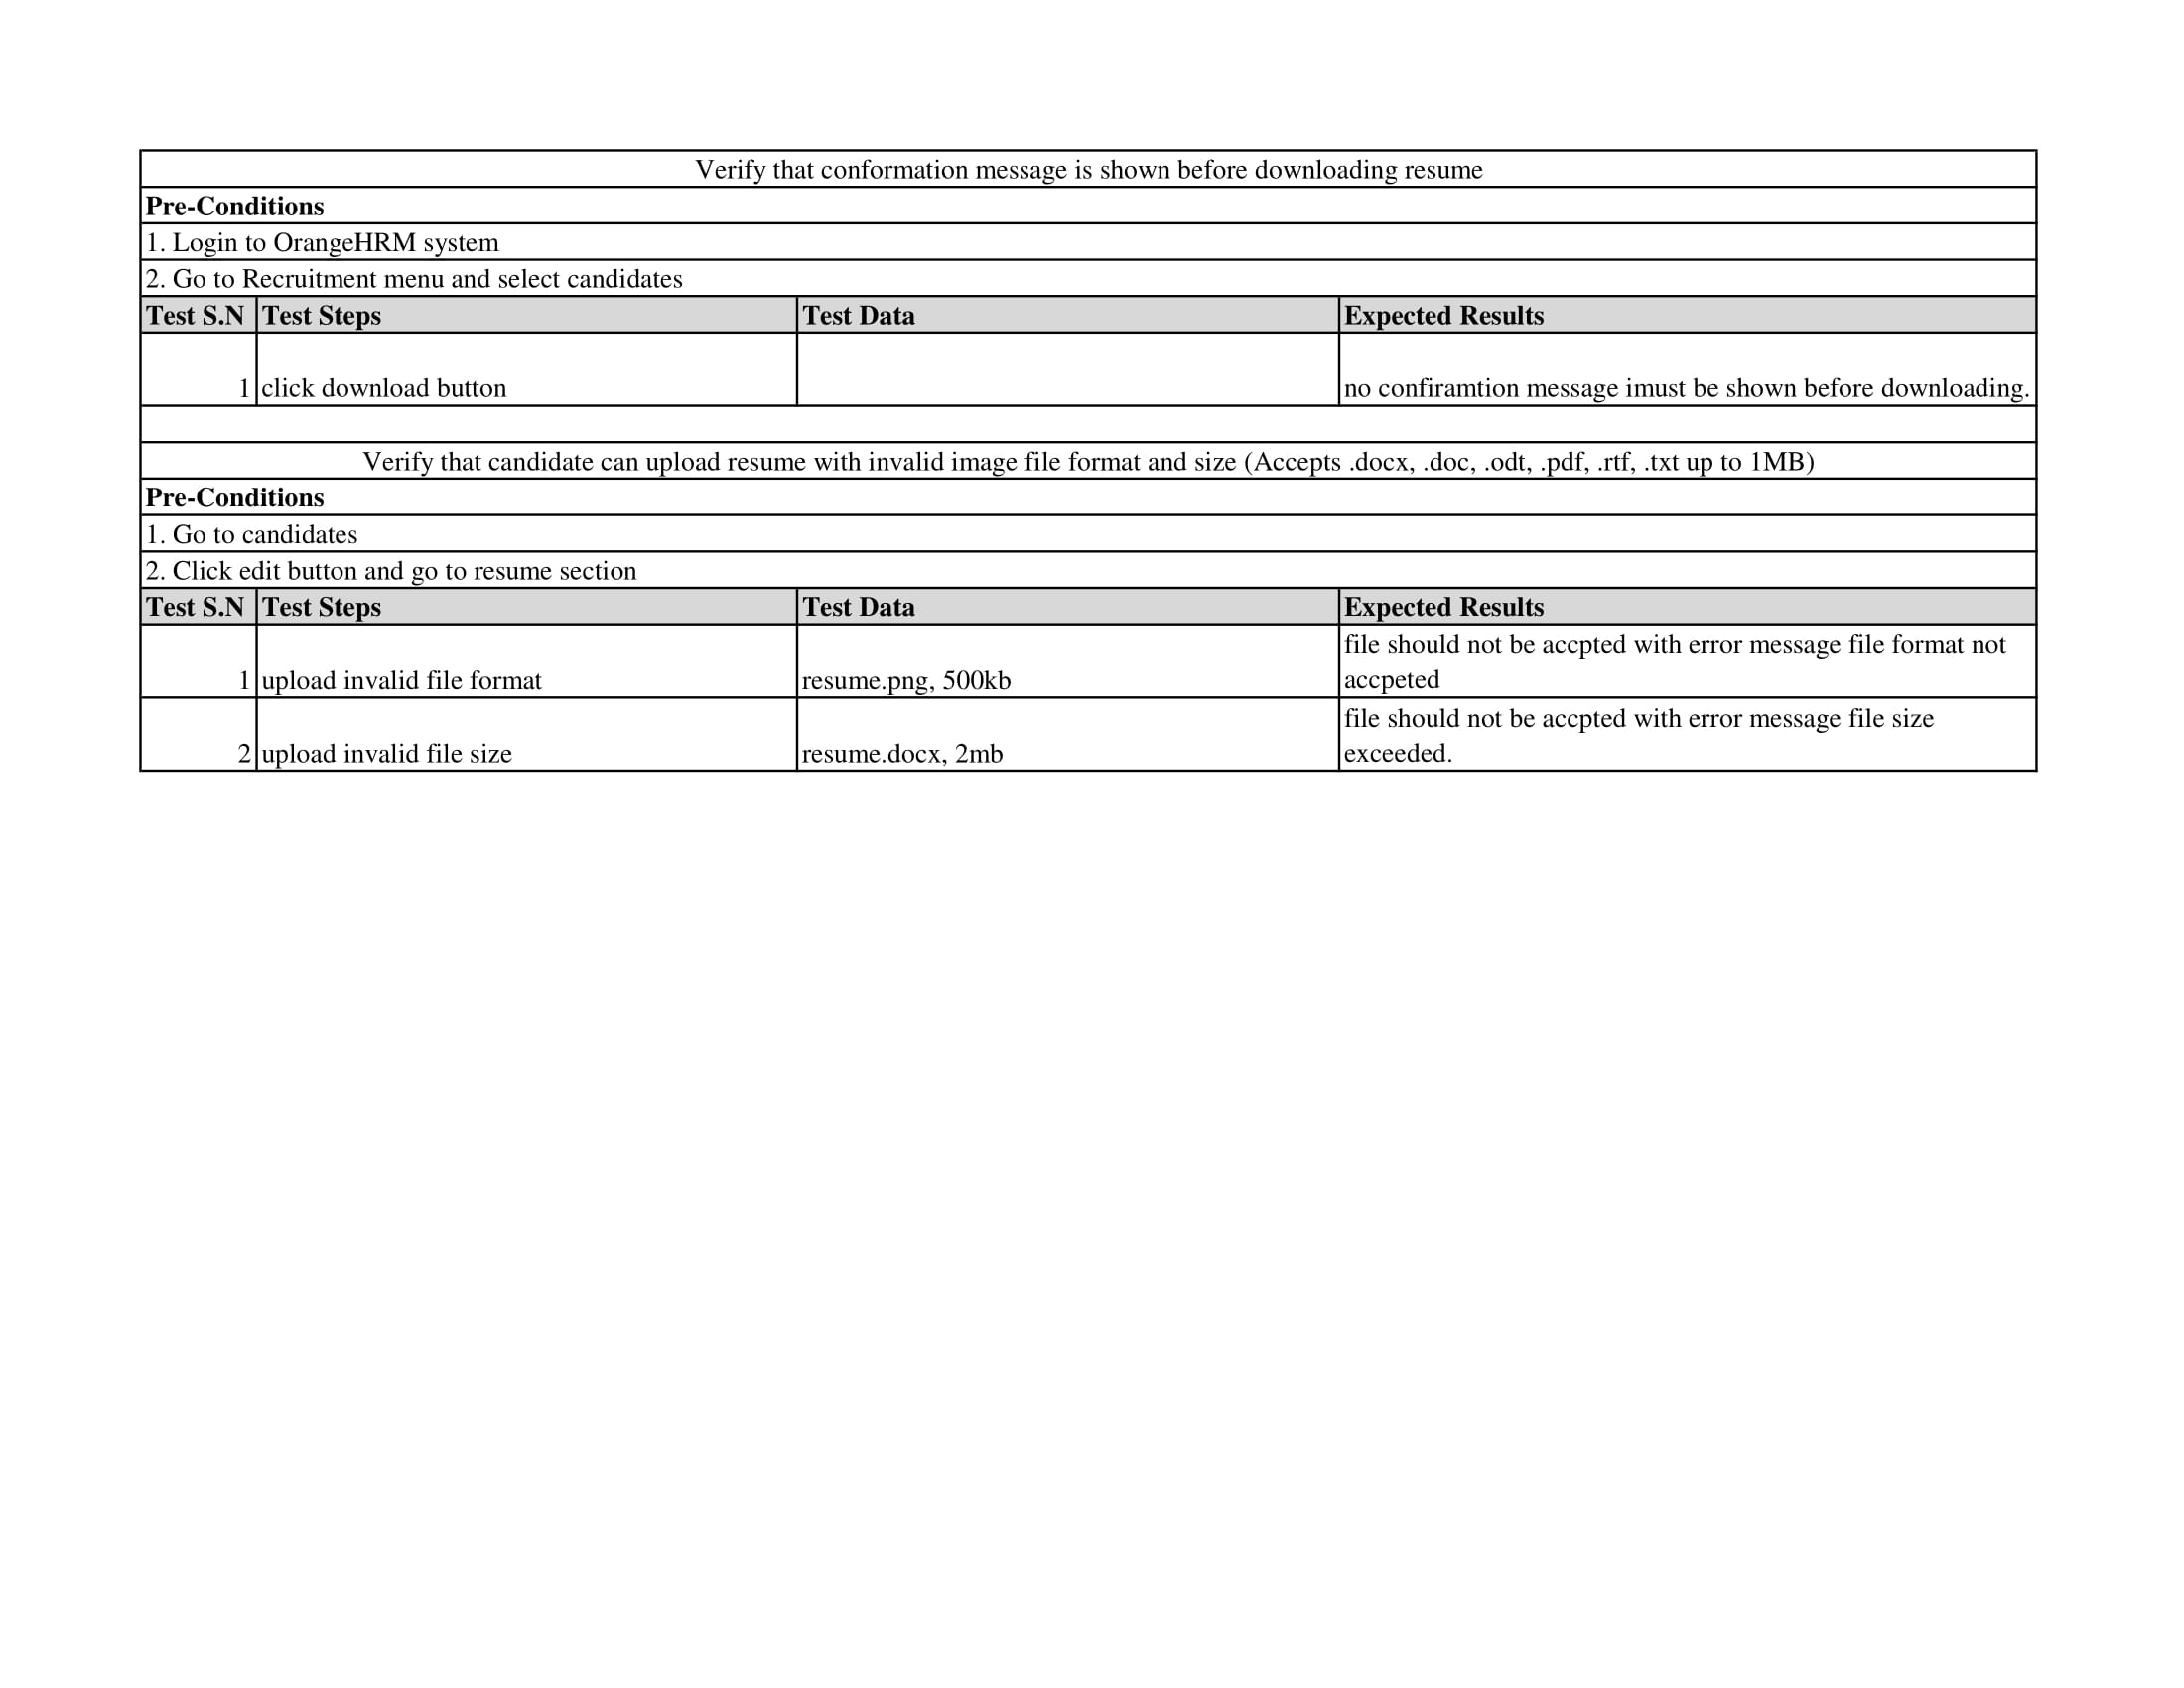 Verify that conformation message is shown before downloading resume
Pre-Conditions
1. Login to OrangeHRM system
2. Go to Recruitment menu and select candidates
Test S.N Test Steps Test Data Expected Results
1 click download button no confiramtion message imust be shown before downloading.
Verify that candidate can upload resume with invalid image file format and size (Accepts .docx, .doc, .odt, .pdf, .rtf, .txt up to 1MB)
Pre-Conditions
1. Go to candidates
2. Click edit button and go to resume section
Test S.N Test Steps Test Data Expected Results
file should not be accpted with error message file format not
1 upload invalid file format resume.png, 500kb accpeted
file should not be accpted with error message file size
2 upload invalid file size resume.docx, 2mb exceeded.